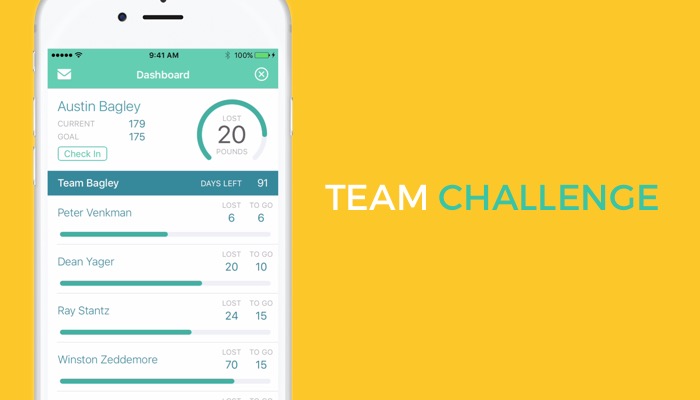 9:41 AM
100%
Dashboard
Austin Bagley
CURRENT 179
GOAL 175
Check In
LOST
20
POUNDS
Team Bagley DAYS LEFT 91
Peter Venkman
LOST TO GO
6 6
Dean Yager
LOST TO GO
20 10
Ray Stantz
LOST TO GO
24 15
Winston Zeddemore
LOST TO GO
70 15
TEAM CHALLENGE